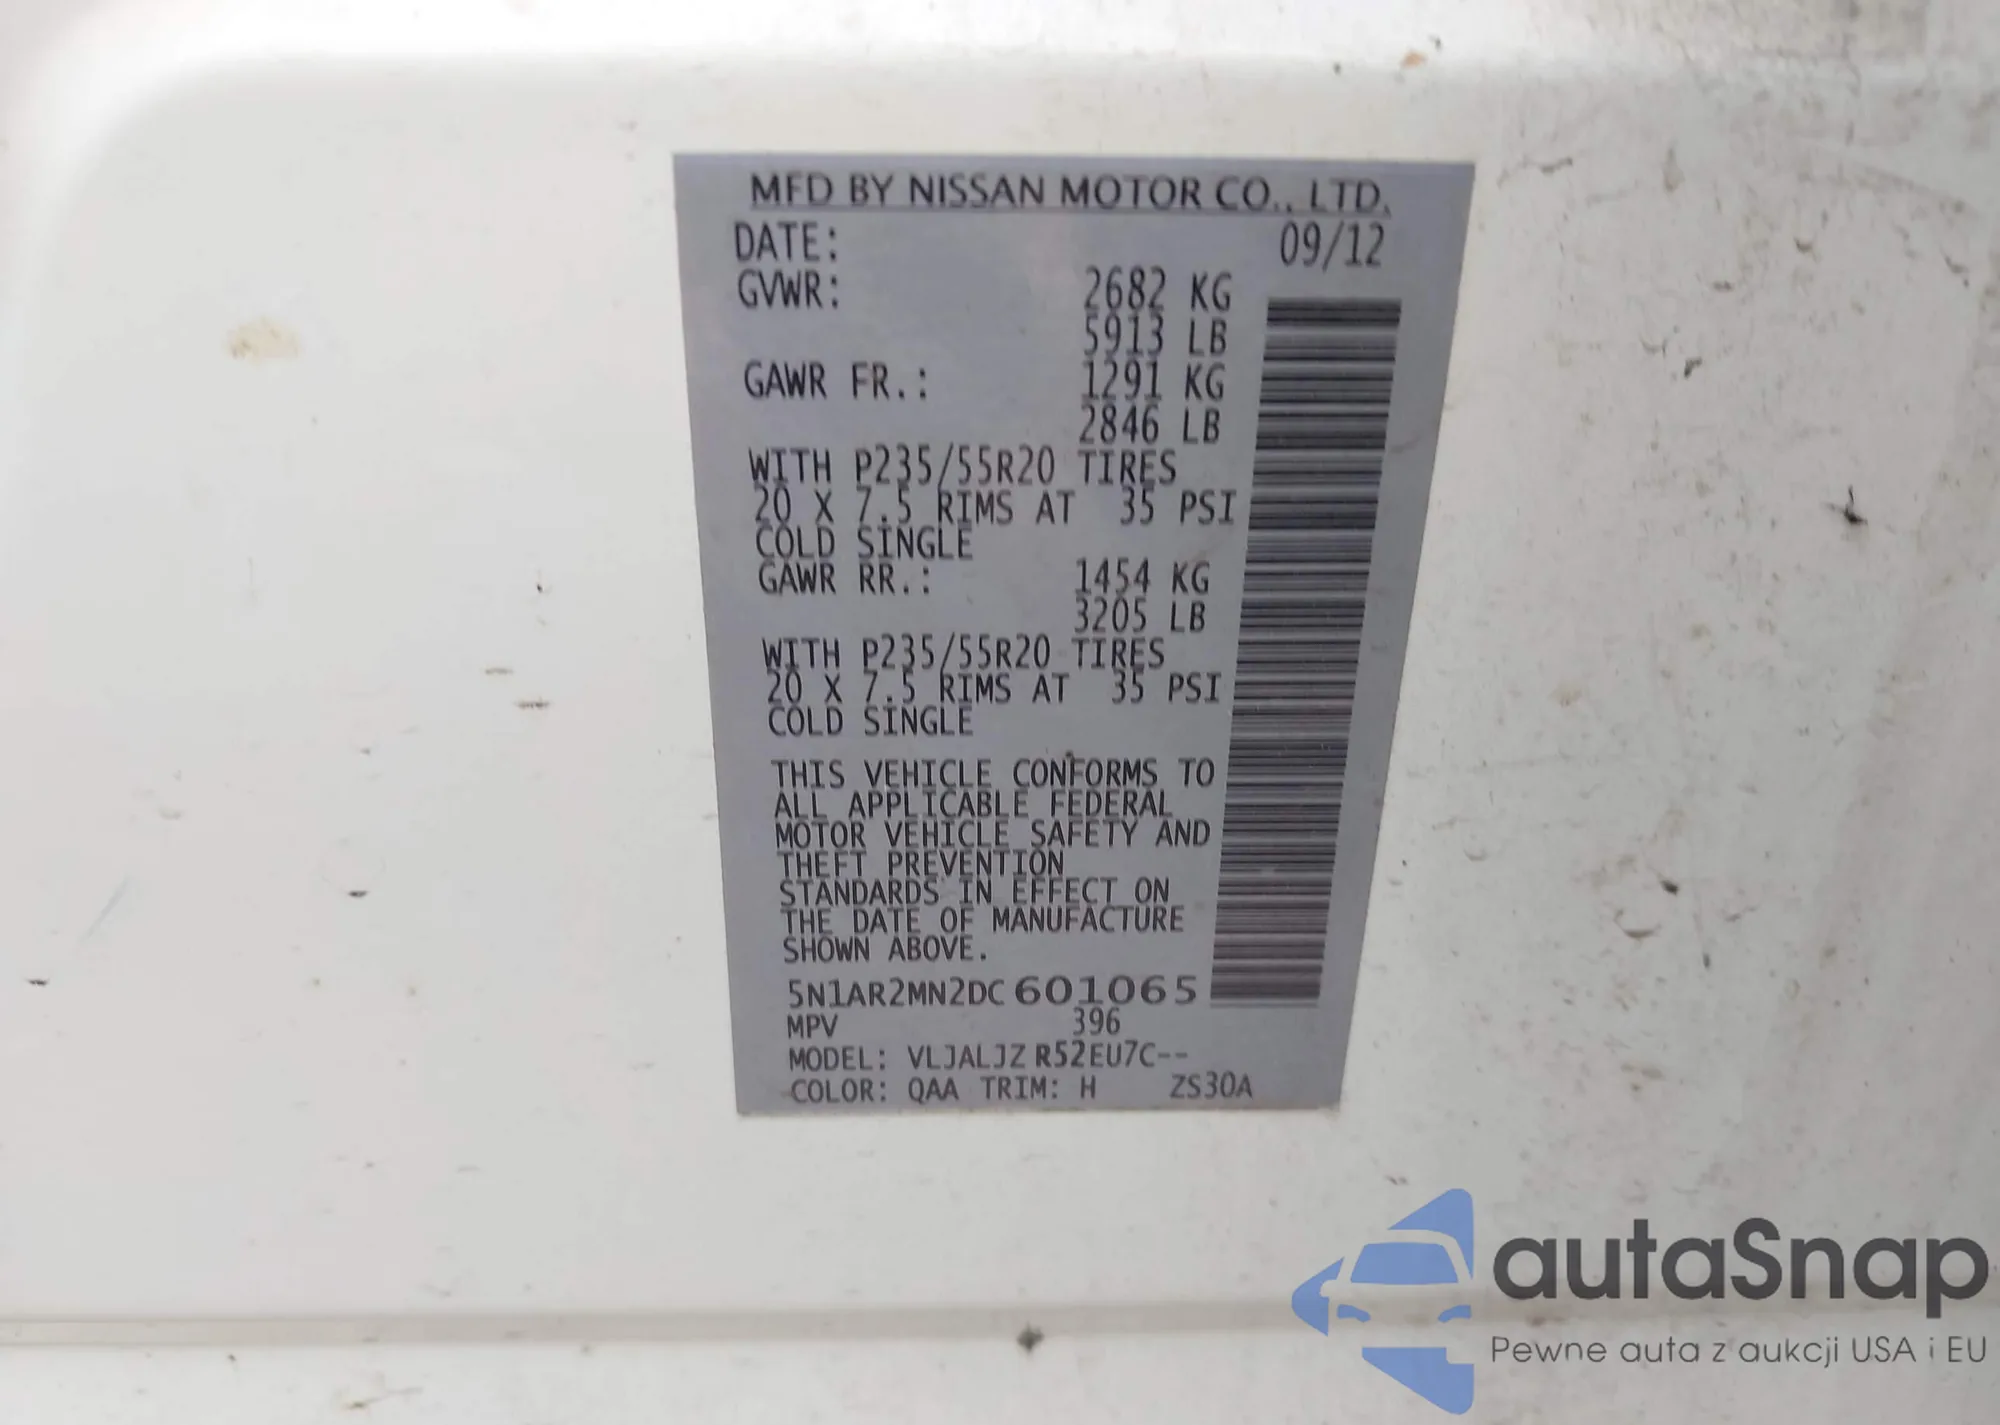 MFD BY NISSAN MOTOR CO., LTD.
DATE: 09/12
GVWR: 2682 KG
5913 LB
GAWR FR.: 1291 KG
2846 LB
WITH P235/55R20 TIRES
20 X 7.5 RIMS AT 35 PSI
COLD SINGLE
GAWR RR.: 1454 KG
3205 LB
WITH P235/55R20 TIRES
20 X 7.5 RIMS AT 35 PSI
COLD SINGLE
THIS VEHICLE CONFORMS TO
ALL APPLICABLE FEDERAL
MOTOR VEHICLE SAFETY AND
THEFT PREVENTION
STANDARDS IN EFFECT ON
THE DATE OF MANUFACTURE
SHOWN ABOVE.
5N1AR2MN2DC601065
MPV 396
MODEL: VLJALJZ R52EU7C--
COLOR: QAA TRIM: H ZS30A
autaSnap
Pewne auta z aukcji USA i EU